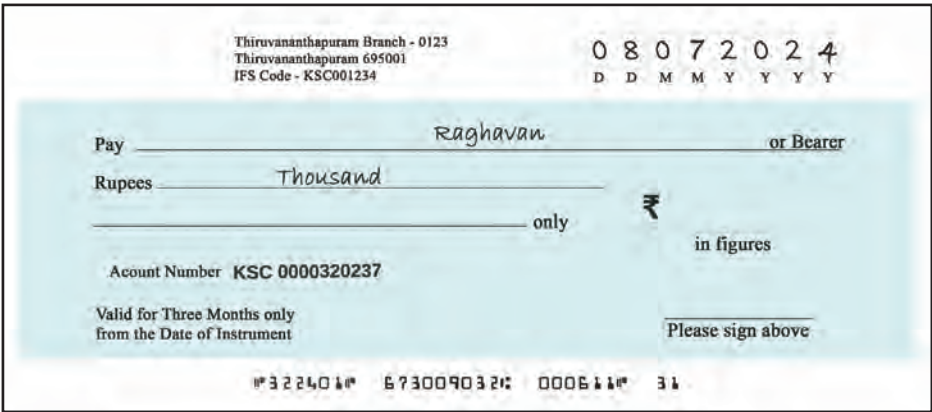 Thiruvananthapuram Branch - 0123
Thiruvananthapuram 695001
IFS Code - KSC001234
0 8 0 7 2 0 2 4
D D M M Y Y Y Y
Pay Raghavan or Bearer
Rupees Thousand
only ₹
in figures
Acount Number KSC 0000320237
Valid for Three Months only
from the Date of Instrument
Please sign above
⑈322401⑈ 673009032⑆ 000611⑈ 31